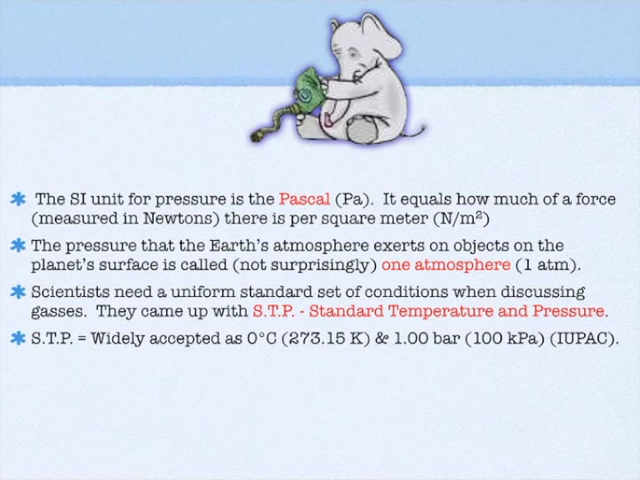 The SI unit for pressure is the Pascal (Pa).  It equals how much of a force
(measured in Newtons) there is per square meter (N/m²)
The pressure that the Earth's atmosphere exerts on objects on the
planet's surface is called (not surprisingly) one atmosphere (1 atm).
Scientists need a uniform standard set of conditions when discussing
gasses.  They came up with S.T.P. - Standard Temperature and Pressure.
S.T.P. = Widely accepted as 0°C (273.15 K) & 1.00 bar (100 kPa) (IUPAC).